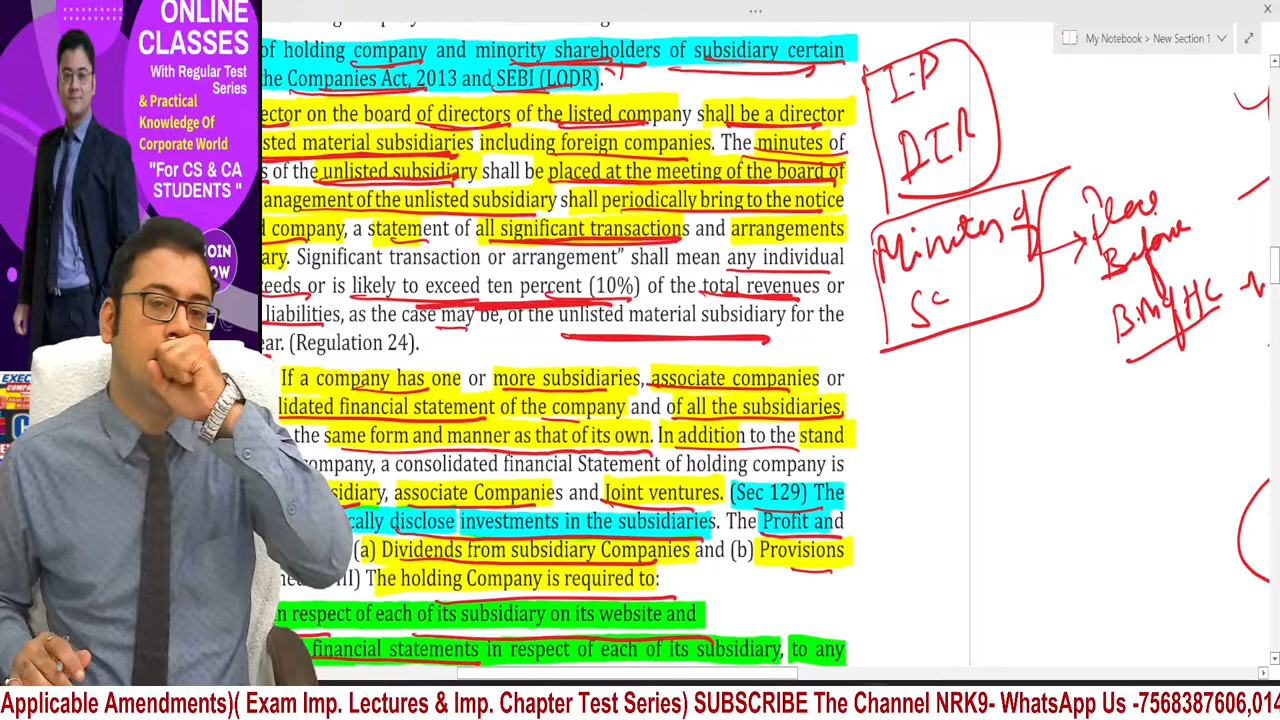 ONLINE
CLASSES
With Regular Test
Series
& Practical
Knowledge Of
Corporate World
"For CS & CA
STUDENTS "
JOIN
NOW
My Notebook > New Section 1
of holding company and minority shareholders of subsidiary certain
the Companies Act, 2013 and SEBI (LODR).
ector on the board of directors of the listed company shall be a director
sted material subsidiaries including foreign companies. The minutes of
s of the unlisted subsidiary shall be placed at the meeting of the board of
anagement of the unlisted subsidiary shall periodically bring to the notice
d company, a statement of all significant transactions and arrangements
ary. Significant transaction or arrangement" shall mean any individual
ceeds or is likely to exceed ten percent (10%) of the total revenues or
liabilities, as the case may be, of the unlisted material subsidiary for the
ear. (Regulation 24).
If a company has one or more subsidiaries, associate companies or
lidated financial statement of the company and of all the subsidiaries,
the same form and manner as that of its own. In addition to the stand
company, a consolidated financial Statement of holding company is
sidiary, associate Companies and Joint ventures. (Sec 129) The
cally disclose investments in the subsidiaries. The Profit and
(a) Dividends from subsidiary Companies and (b) Provisions
III) The holding Company is required to:
n respect of each of its subsidiary on its website and
financial statements in respect of each of its subsidiary, to any
I.D
DIR
Minutes of
SC
Place
Before
B.M of HC
Applicable Amendments)( Exam Imp. Lectures & Imp. Chapter Test Series) SUBSCRIBE The Channel NRK9- WhatsApp Us -7568387606,014